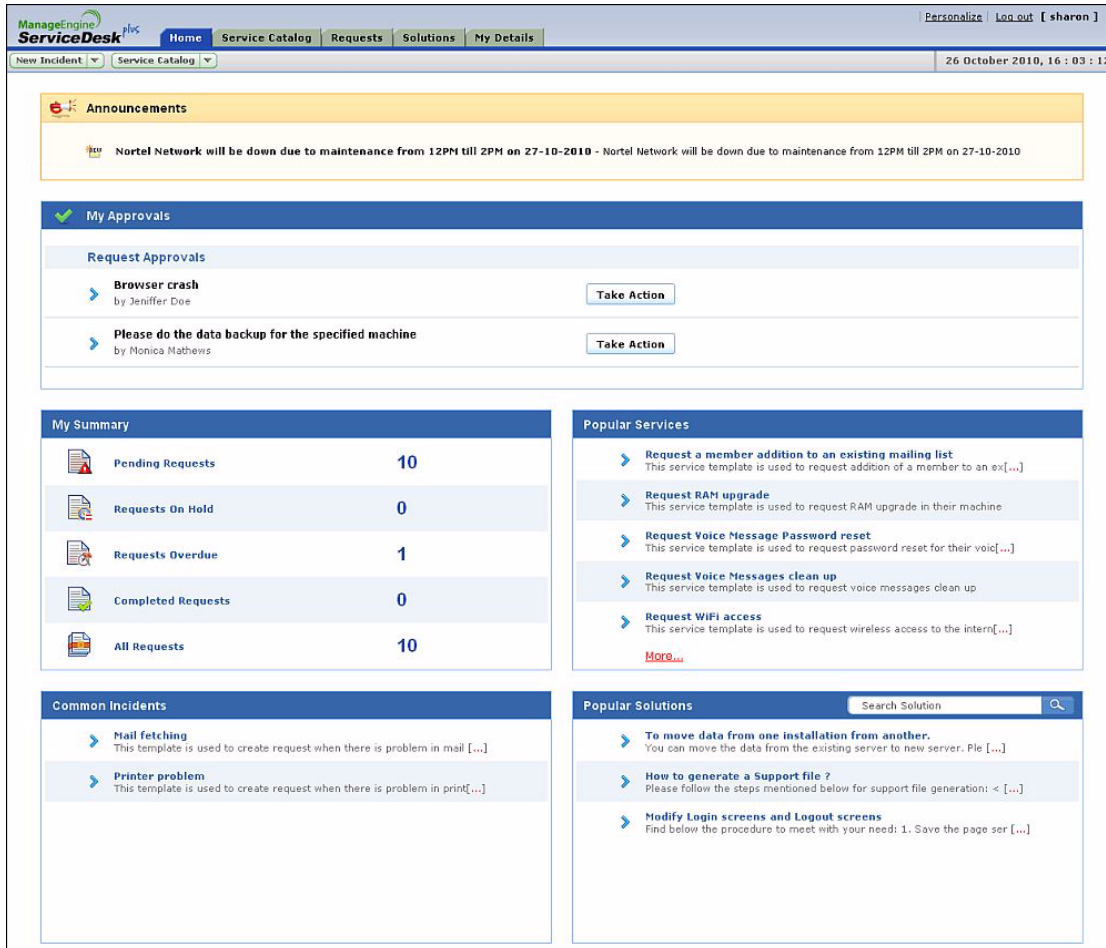 Personalize | Log out [ sharon ]
ManageEngine
ServiceDesk plus
Home Service Catalog Requests Solutions My Details
New Incident Service Catalog
26 October 2010, 16 : 03 : 12
Announcements
NEW Nortel Network will be down due to maintenance from 12PM till 2PM on 27-10-2010 - Nortel Network will be down due to maintenance from 12PM till 2PM on 27-10-2010
My Approvals
Request Approvals
Browser crash
by Jeniffer Doe
Take Action
Please do the data backup for the specified machine
by Monica Mathews
Take Action
My Summary
Pending Requests 10
Requests On Hold 0
Requests Overdue 1
Completed Requests 0
All Requests 10
Popular Services
Request a member addition to an existing mailing list
This service template is used to request addition of a member to an ex[...]
Request RAM upgrade
This service template is used to request RAM upgrade in their machine
Request Voice Message Password reset
This service template is used to request password reset for their voic[...]
Request Voice Messages clean up
This service template is used to request voice messages clean up
Request WiFi access
This service template is used to request wireless access to the intern[...]
More...
Common Incidents
Mail fetching
This template is used to create request when there is problem in mail [...]
Printer problem
This template is used to create request when there is problem in print[...]
Popular Solutions
Search Solution
To move data from one installation from another.
You can move the data from the existing server to new server. Ple [...]
How to generate a Support file ?
Please follow the steps mentioned below for support file generation: < [...]
Modify Login screens and Logout screens
Find below the procedure to meet with your need: 1. Save the page ser [...]